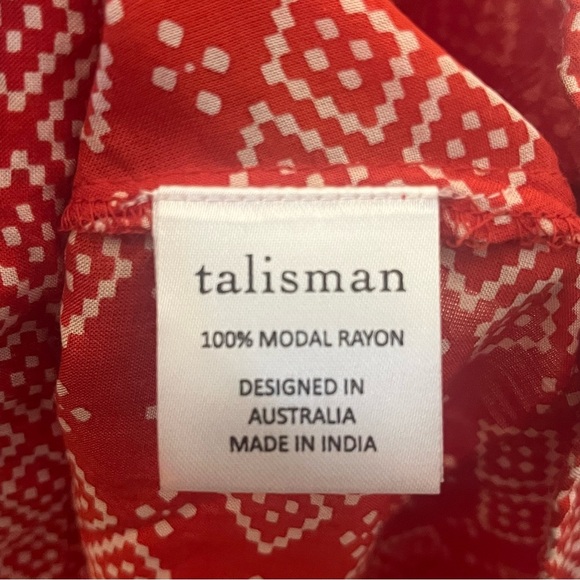 talisman
100% MODAL RAYON
DESIGNED IN
AUSTRALIA
MADE IN INDIA